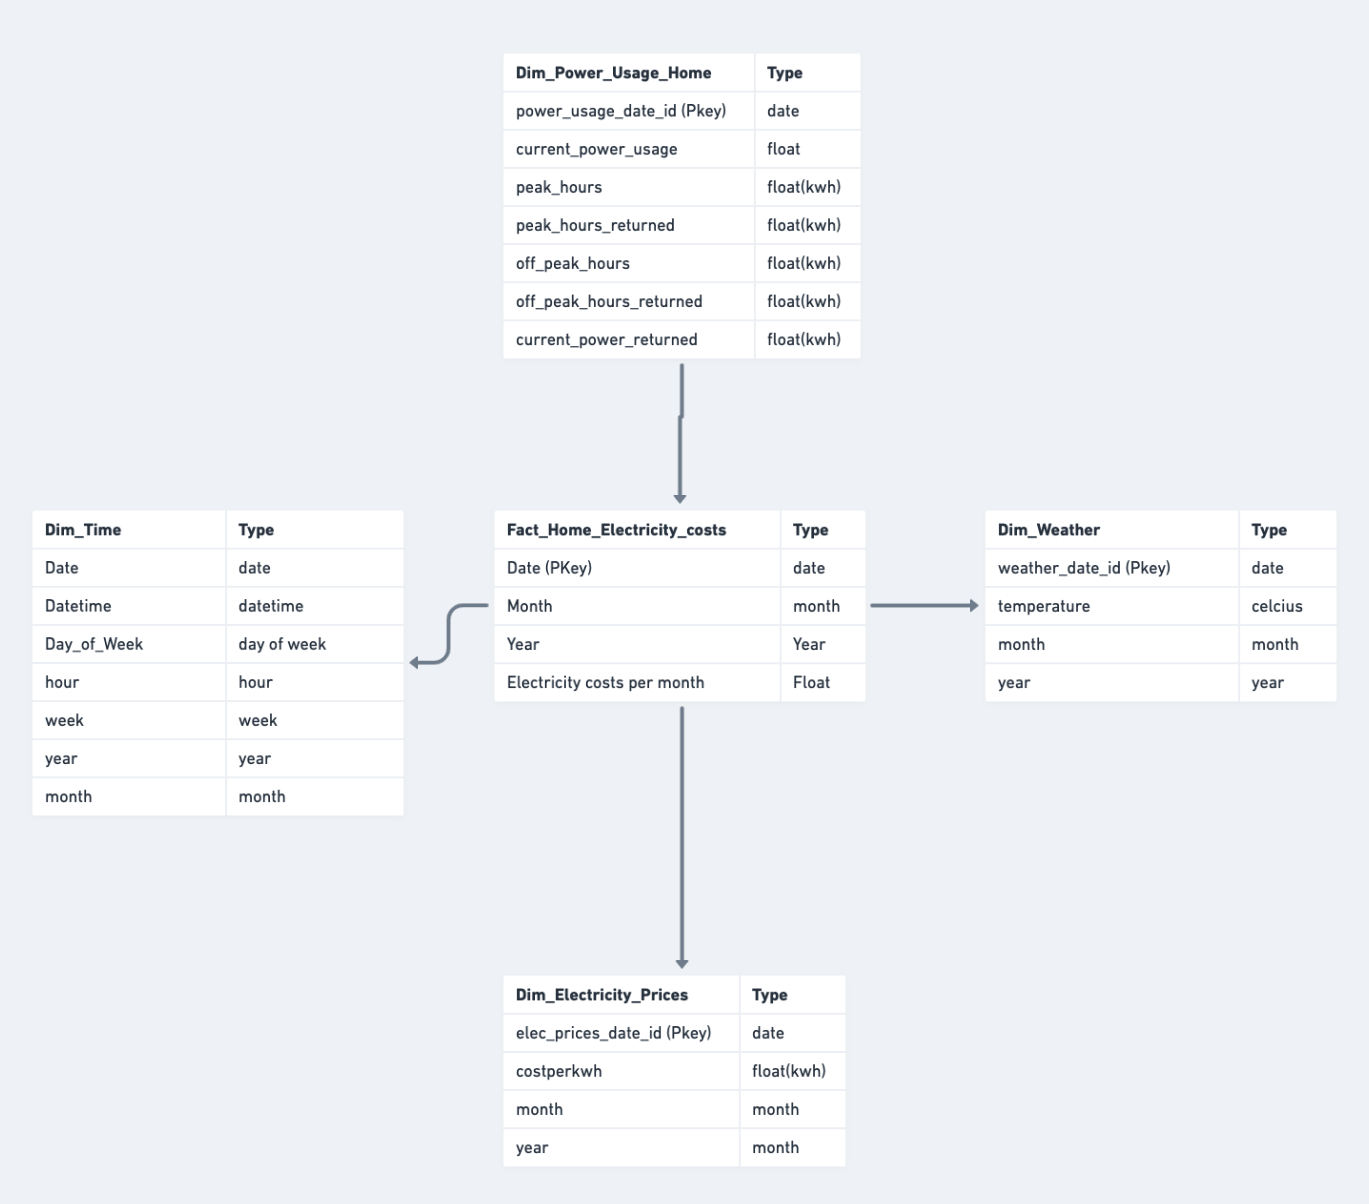 Dim_Power_Usage_Home Type
power_usage_date_id (Pkey) date
current_power_usage float
peak_hours float(kwh)
peak_hours_returned float(kwh)
off_peak_hours float(kwh)
off_peak_hours_returned float(kwh)
current_power_returned float(kwh)
Dim_Time Type
Date date
Datetime datetime
Day_of_Week day of week
hour hour
week week
year year
month month
Fact_Home_Electricity_costs Type
Date (PKey) date
Month month
Year Year
Electricity costs per month Float
Dim_Weather Type
weather_date_id (Pkey) date
temperature celcius
month month
year year
Dim_Electricity_Prices Type
elec_prices_date_id (Pkey) date
costperkwh float(kwh)
month month
year month